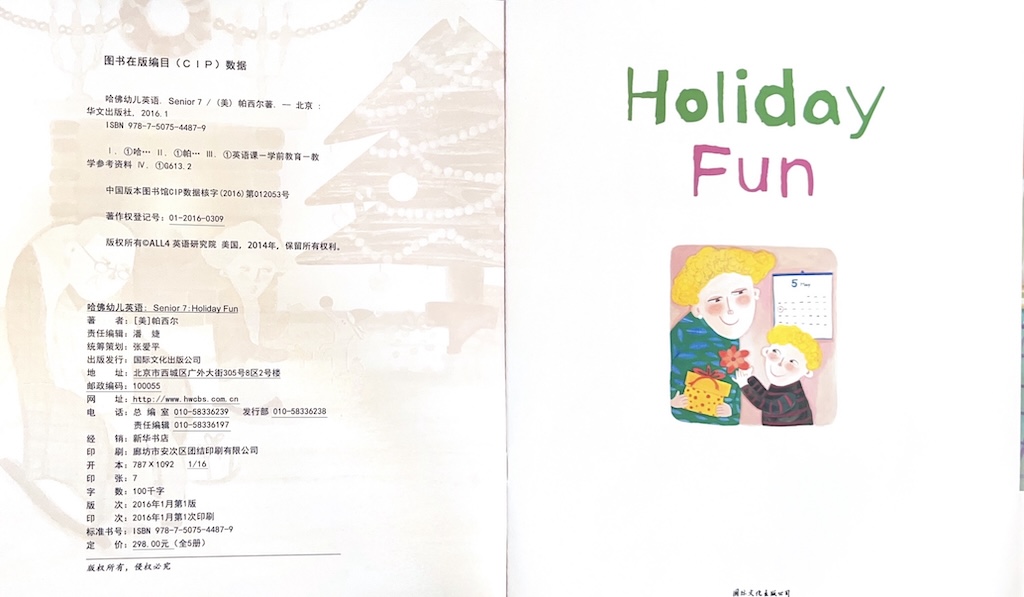 图书在版编目（CIP）数据
哈佛幼儿英语. Senior 7 /（美）帕西尔著. — 北京：
华文出版社, 2016.1
ISBN 978-7-5075-4487-9
Ⅰ. ①哈… Ⅱ. ①帕… Ⅲ. ①英语课－学前教育－教
学参考资料 Ⅳ. ①G613.2
中国版本图书馆CIP数据核字(2016)第012053号
著作权登记号：01-2016-0309
版权所有©ALL4 英语研究院 美国, 2014年, 保留所有权利。
哈佛幼儿英语：Senior 7:Holiday Fun
著　　者：[美]帕西尔
责任编辑：潘　婕
统筹策划：张爱平
出版发行：国际文化出版公司
地　　址：北京市西城区广外大街305号8区2号楼
邮政编码：100055
网　　址：http://www.hwcbs.com.cn
电　　话：总 编 室 010-58336239　发行部 010-58336238
责任编辑 010-58336197
经　　销：新华书店
印　　刷：廊坊市安次区团结印刷有限公司
开　　本：787×1092　1/16
印　　张：7
字　　数：100千字
版　　次：2016年1月第1版
印　　次：2016年1月第1次印刷
标准书号：ISBN 978-7-5075-4487-9
定　　价：298.00元（全5册）
版权所有，侵权必究
Holiday
Fun
5 May
国际文化出版公司